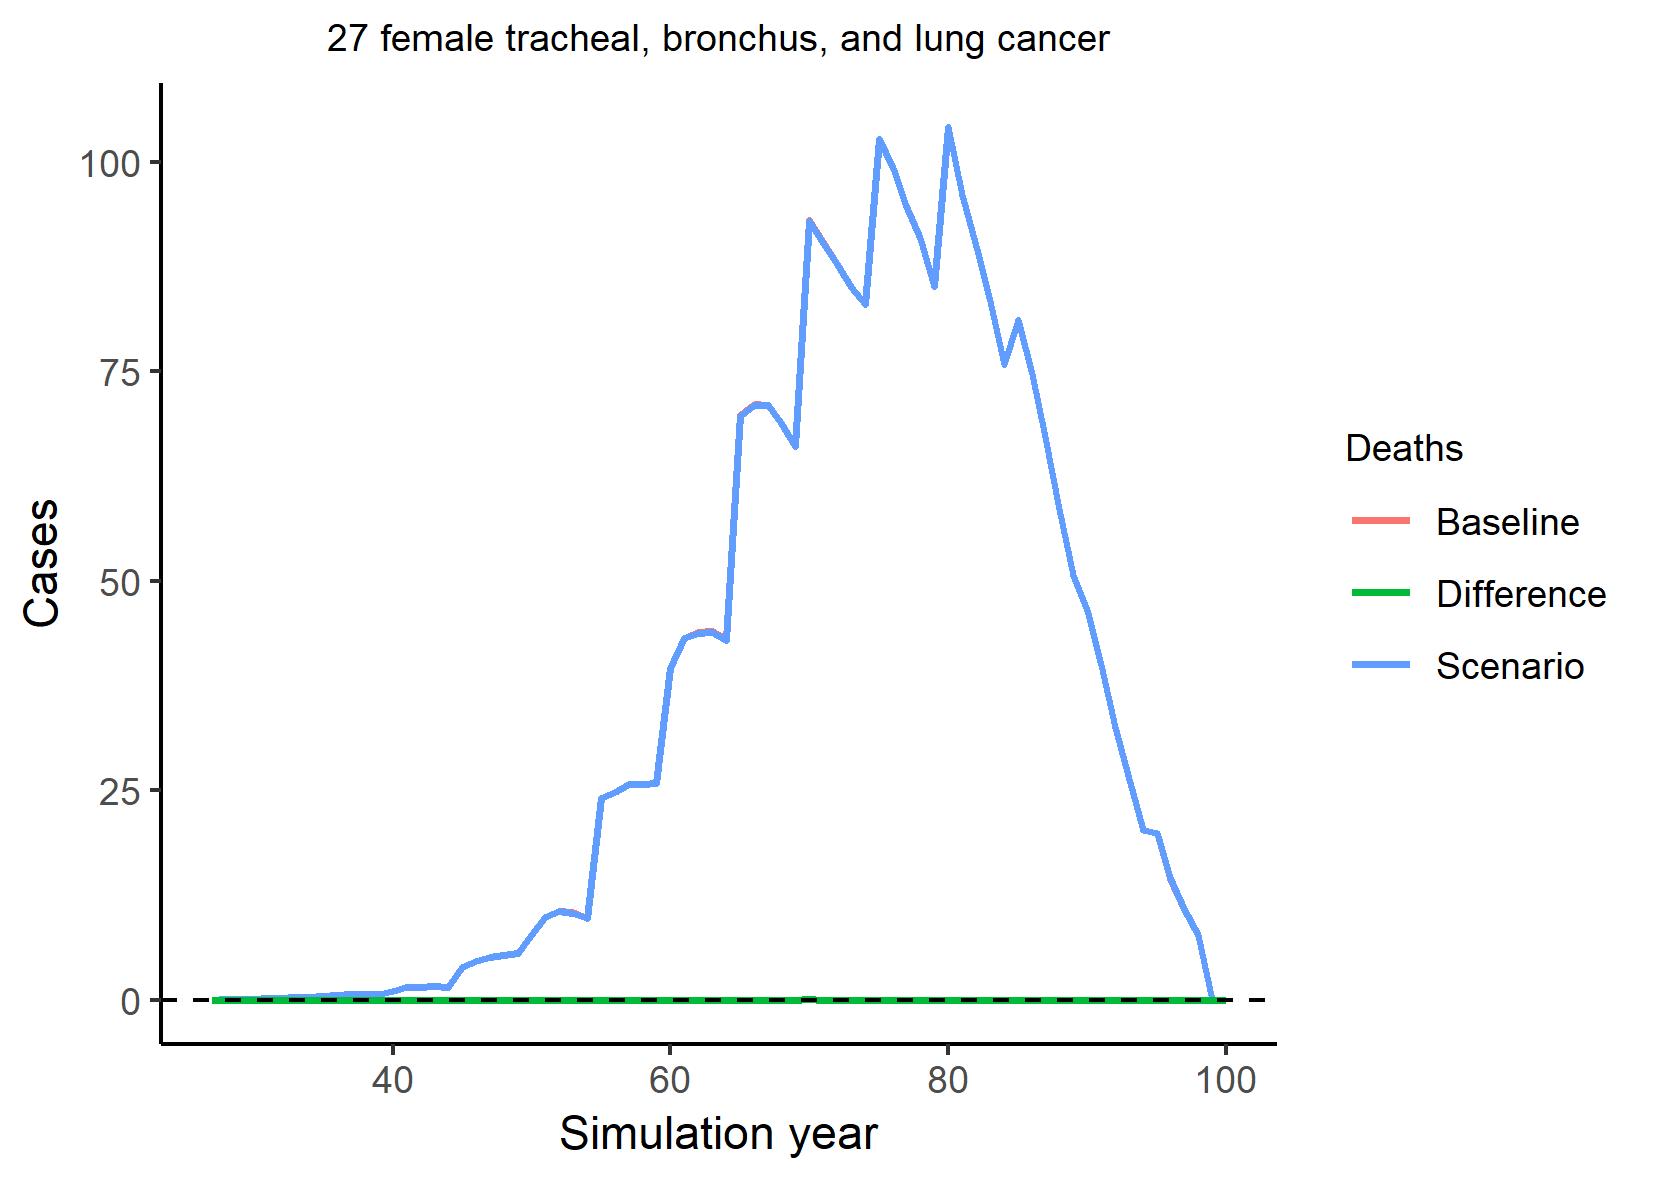 27 female tracheal, bronchus, and lung cancer
Cases
100
75
50
25
0
40 60 80 100
Simulation year
Deaths
Baseline
Difference
Scenario